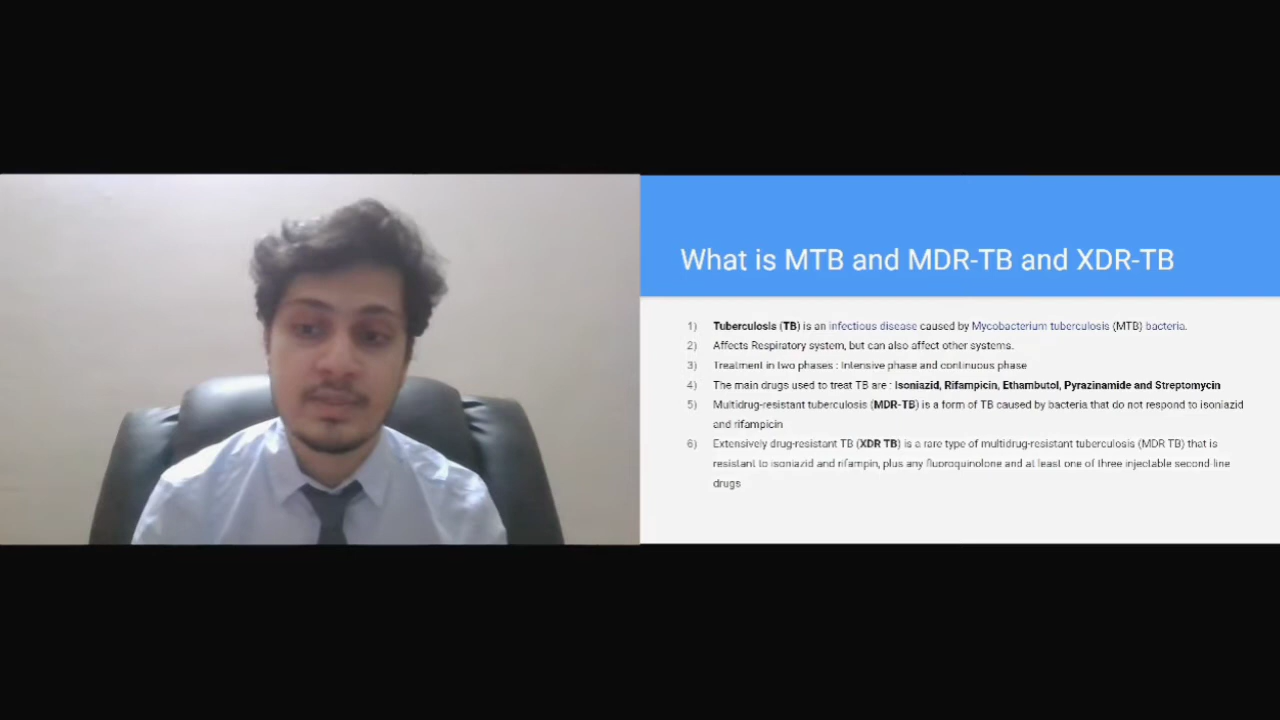 What is MTB and MDR-TB and XDR-TB
1) Tuberculosis (TB) is an infectious disease caused by Mycobacterium tuberculosis (MTB) bacteria.
2) Affects Respiratory system, but can also affect other systems.
3) Treatment in two phases : Intensive phase and continuous phase
4) The main drugs used to treat TB are : Isoniazid, Rifampicin, Ethambutol, Pyrazinamide and Streptomycin
5) Multidrug-resistant tuberculosis (MDR-TB) is a form of TB caused by bacteria that do not respond to isoniazid
and rifampicin
6) Extensively drug-resistant TB (XDR TB) is a rare type of multidrug-resistant tuberculosis (MDR TB) that is
resistant to isoniazid and rifampin, plus any fluoroquinolone and at least one of three injectable second-line
drugs